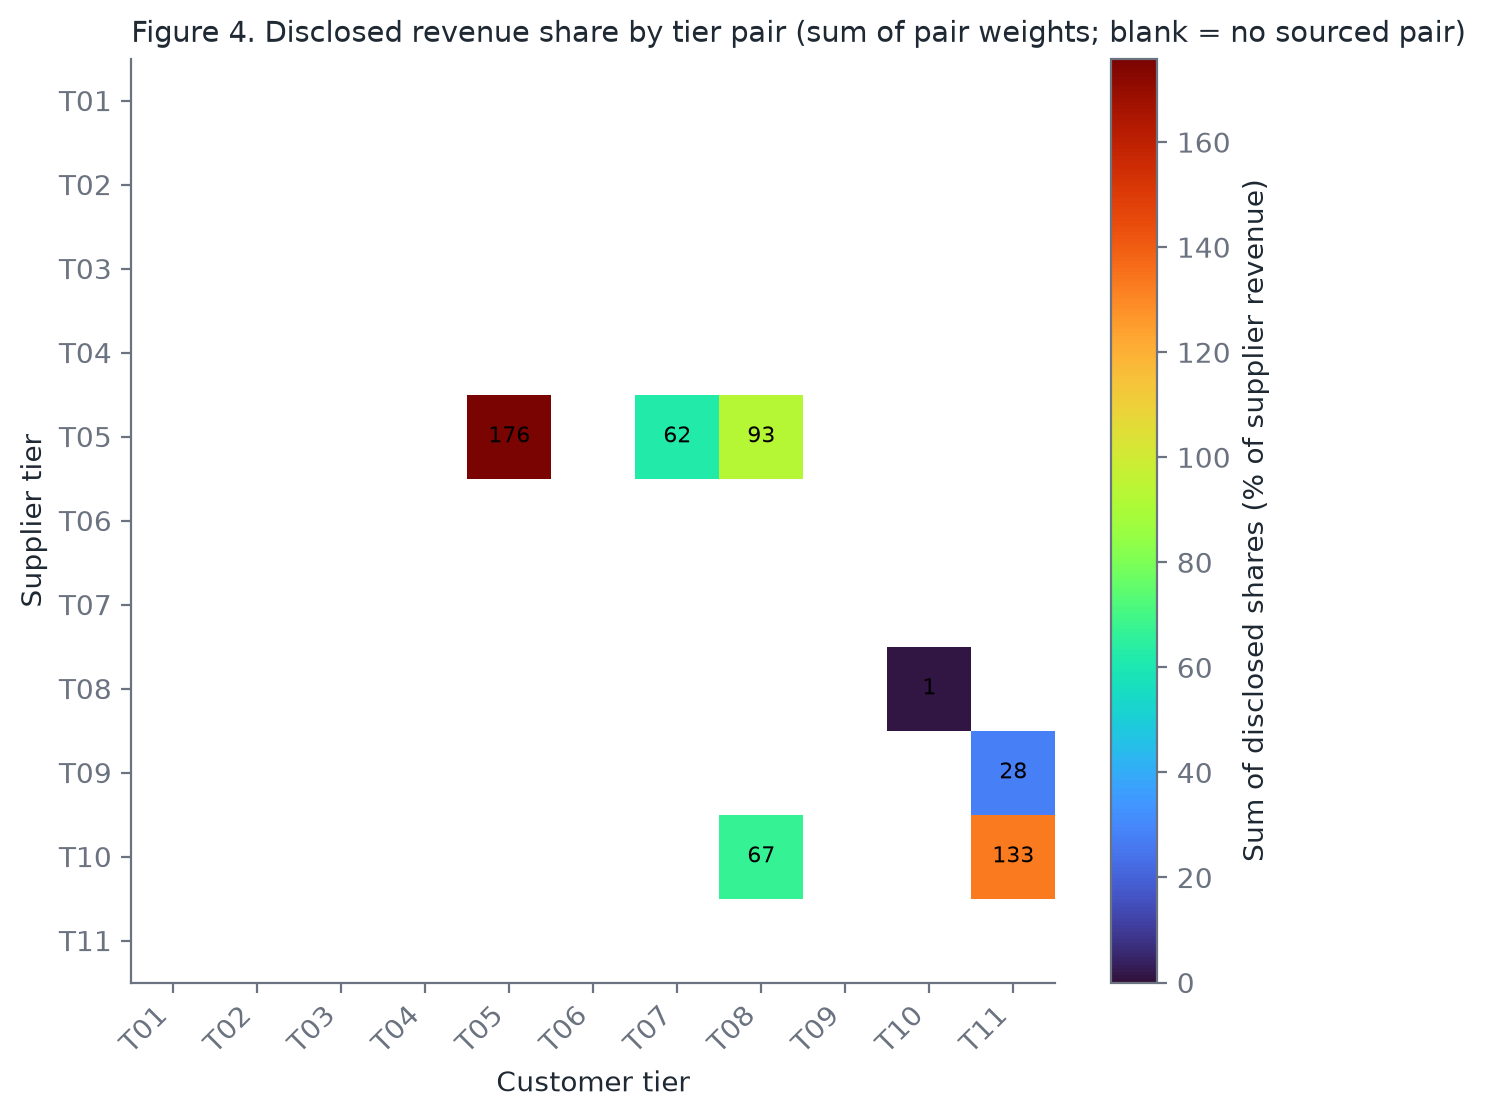 Figure 4. Disclosed revenue share by tier pair (sum of pair weights; blank = no sourced pair)
Supplier tier
T01
T02
T03
T04
T05
T06
T07
T08
T09
T10
T11
176 62 93
1
28
67 133
T01 T02 T03 T04 T05 T06 T07 T08 T09 T10 T11
Customer tier
160
140
120
100
80
60
40
20
0
Sum of disclosed shares (% of supplier revenue)